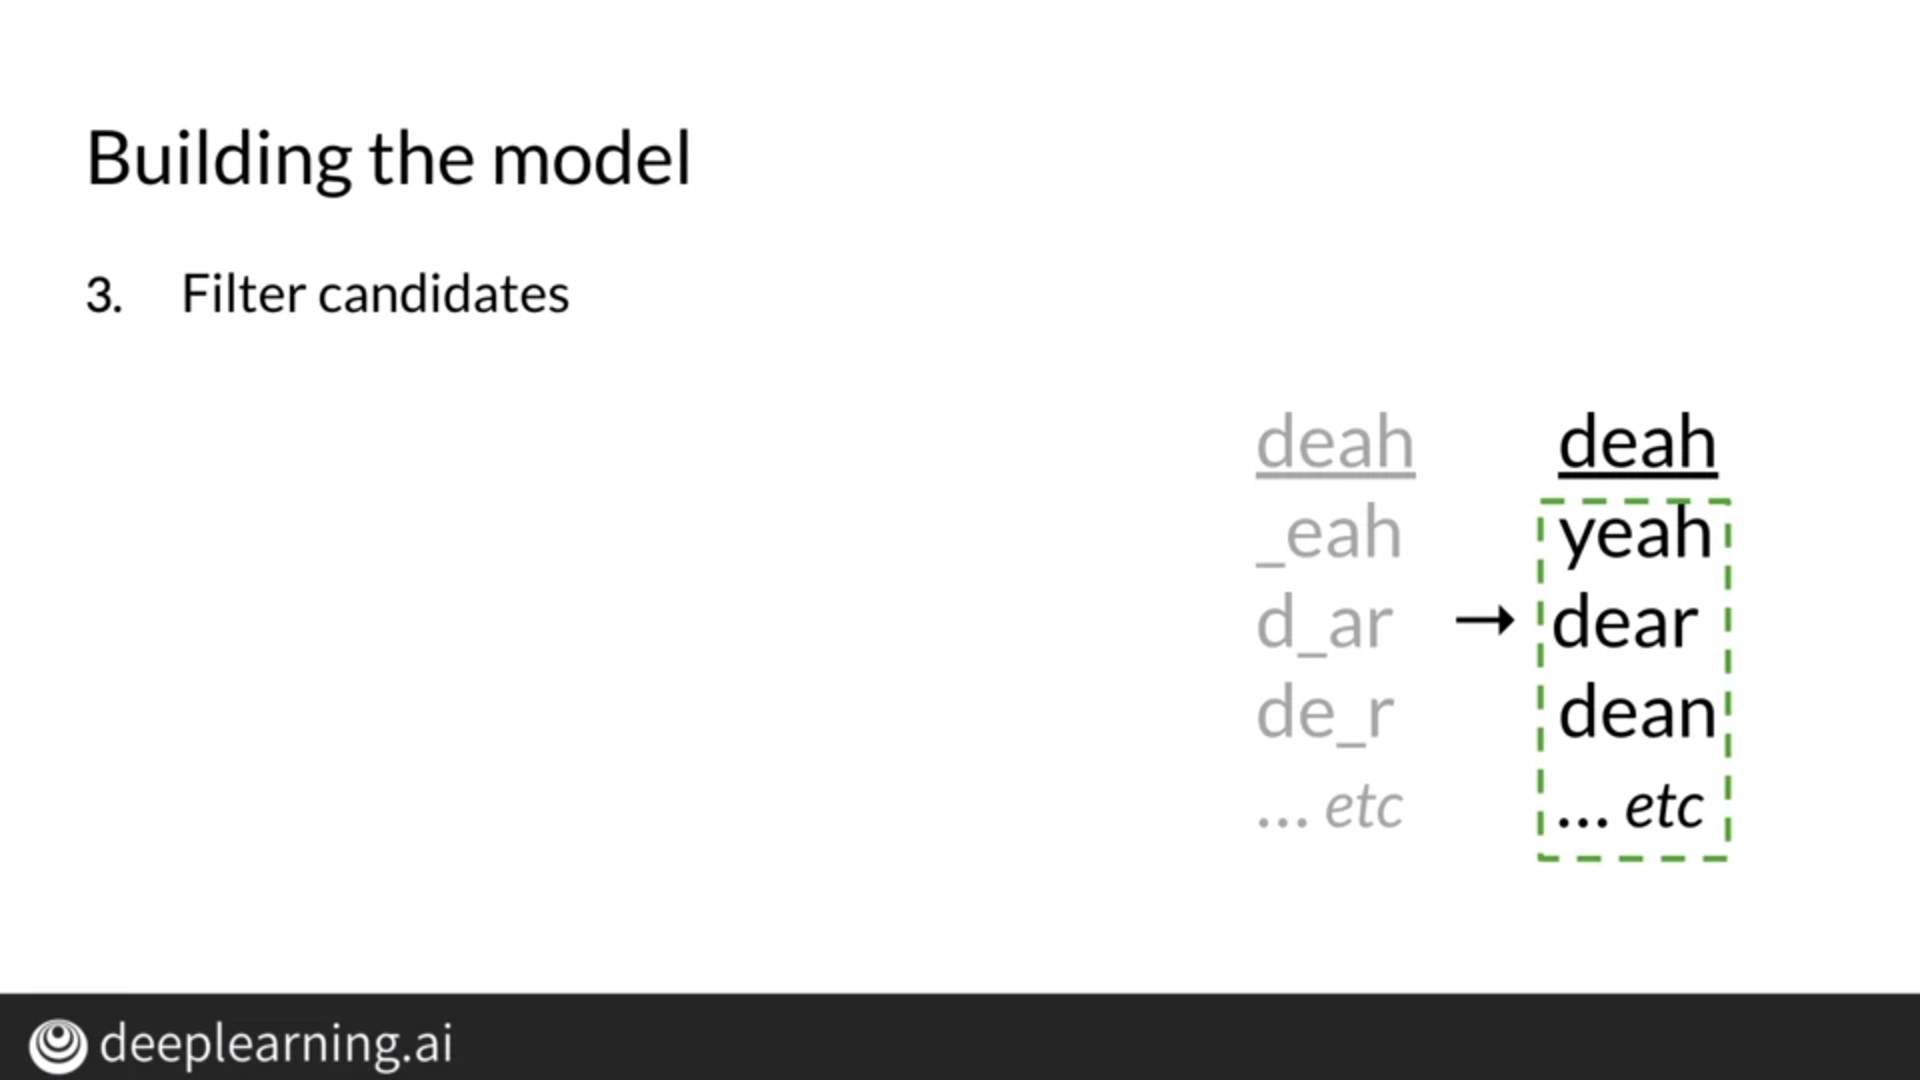 Building the model
3. Filter candidates
deah
_eah
d_ar
de_r
... etc
→
deah
yeah
dear
dean
... etc
deeplearning.ai